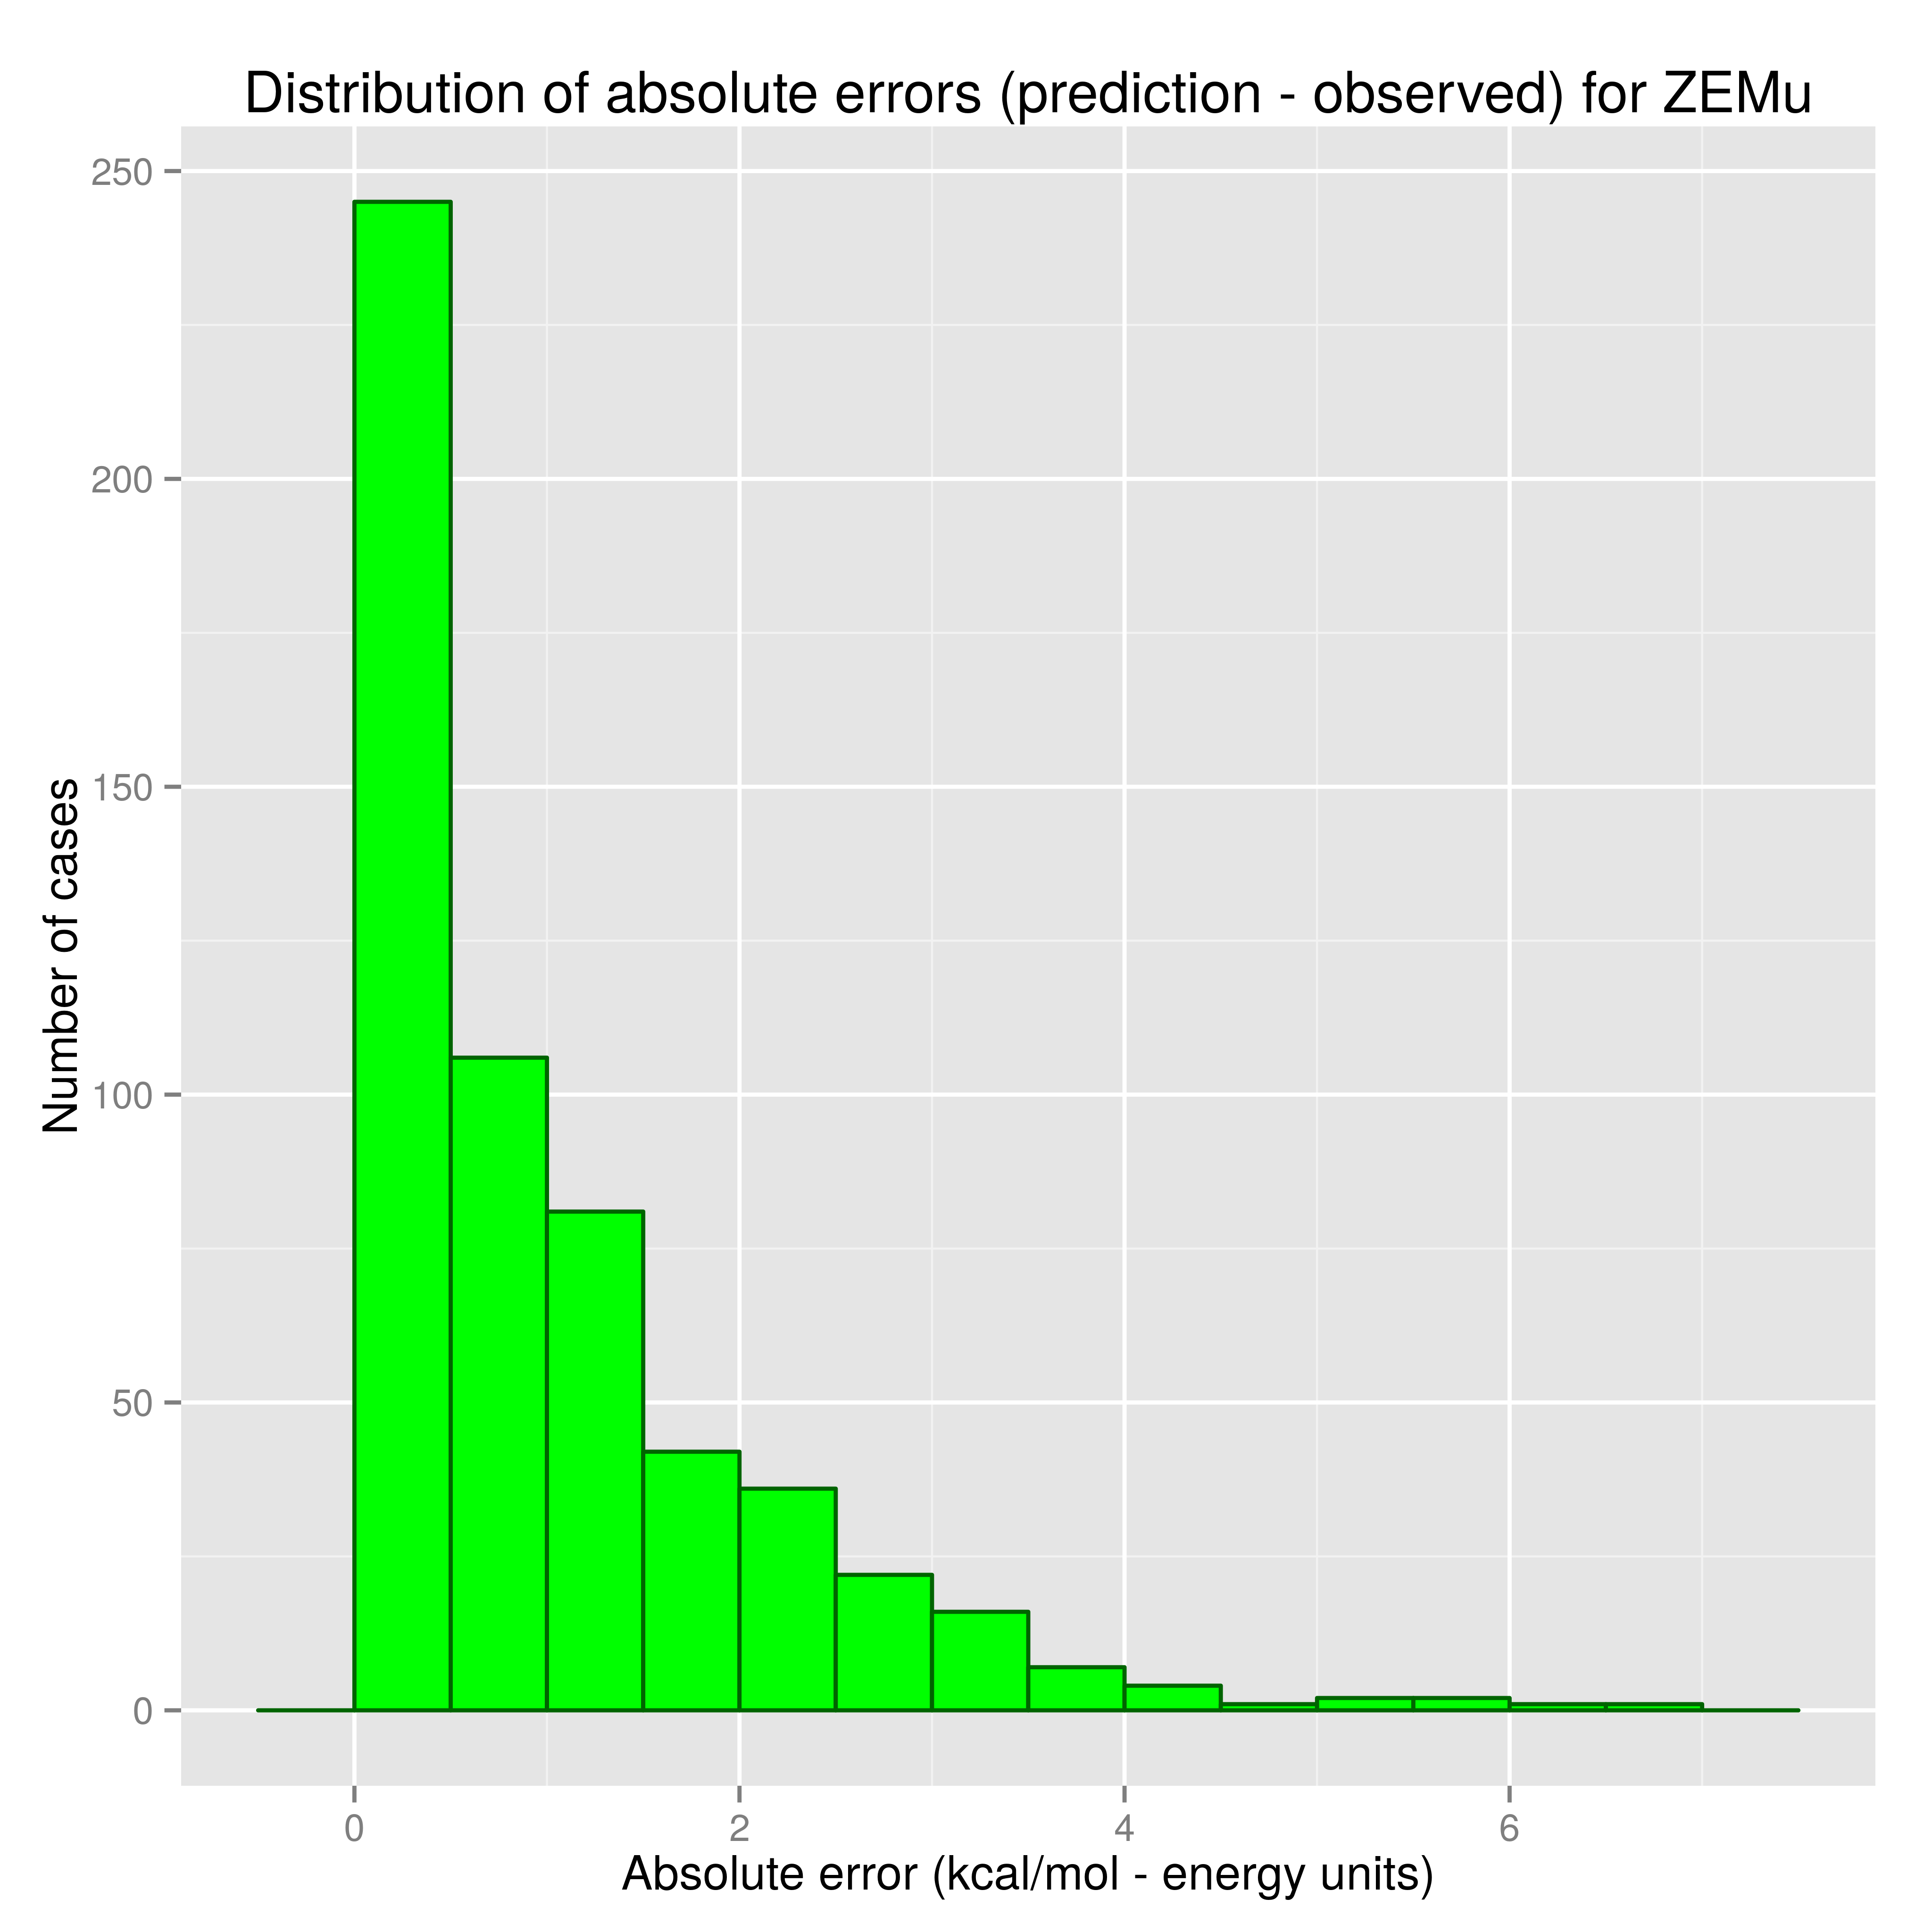 Distribution of absolute errors (prediction - observed) for ZEMu
250
200
150
100
50
0
Number of cases
0 2 4 6
Absolute error (kcal/mol - energy units)